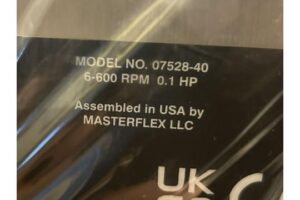 MODEL NO. 07528-40
6-600 RPM 0.1 HP
Assembled in USA by
MASTERFLEX LLC
UK